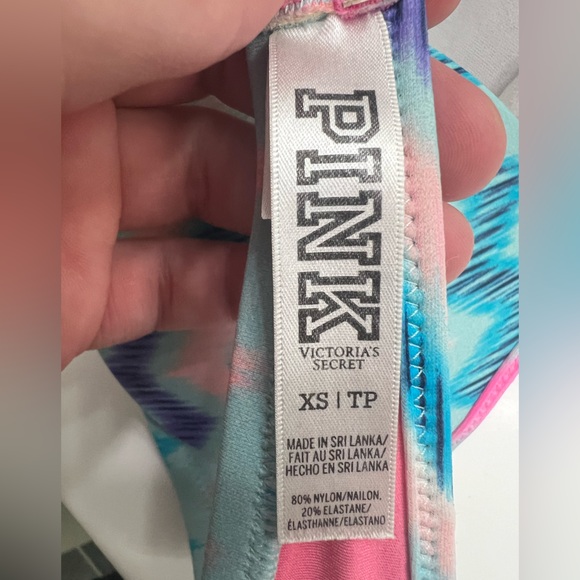 PINK
VICTORIA'S
SECRET
XS | TP
MADE IN SRI LANKA/
FAIT AU SRI LANKA/
HECHO EN SRI LANKA
80% NYLON/NAILON.
20% ELASTANE/
ÉLASTHANNE/ELASTANO